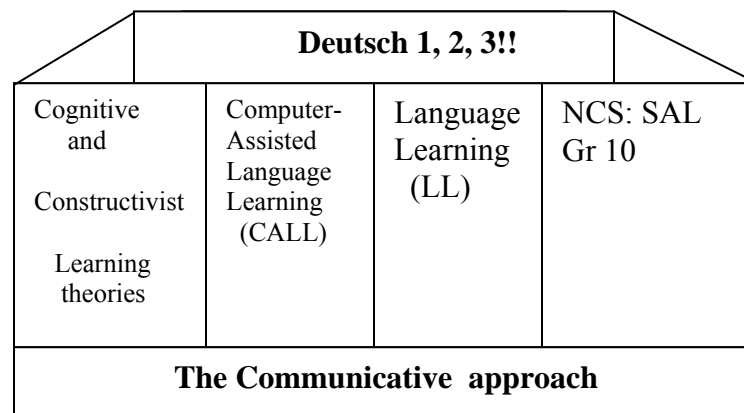 Deutsch 1, 2, 3!!
Cognitive
and
Constructivist
Learning
theories
Computer-
Assisted
Language
Learning
(CALL)
Language
Learning
(LL)
NCS: SAL
Gr 10
The Communicative approach